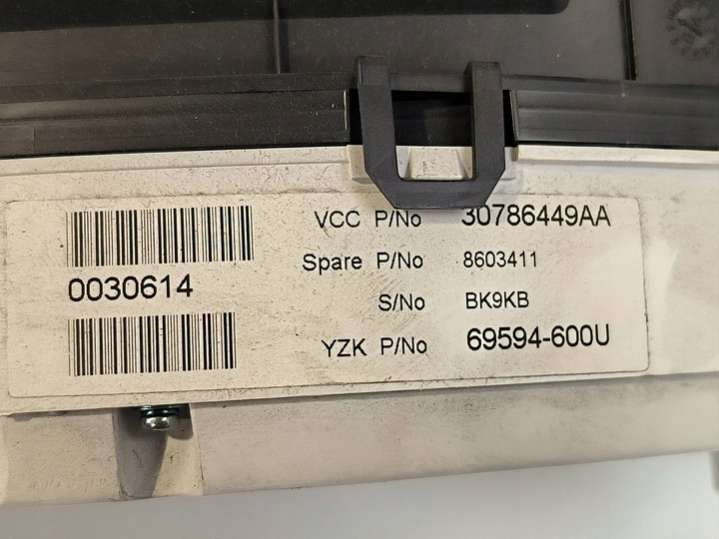 VCC P/No 30786449AA
Spare P/No 8603411
0030614
S/No BK9KB
YZK P/No 69594-600U